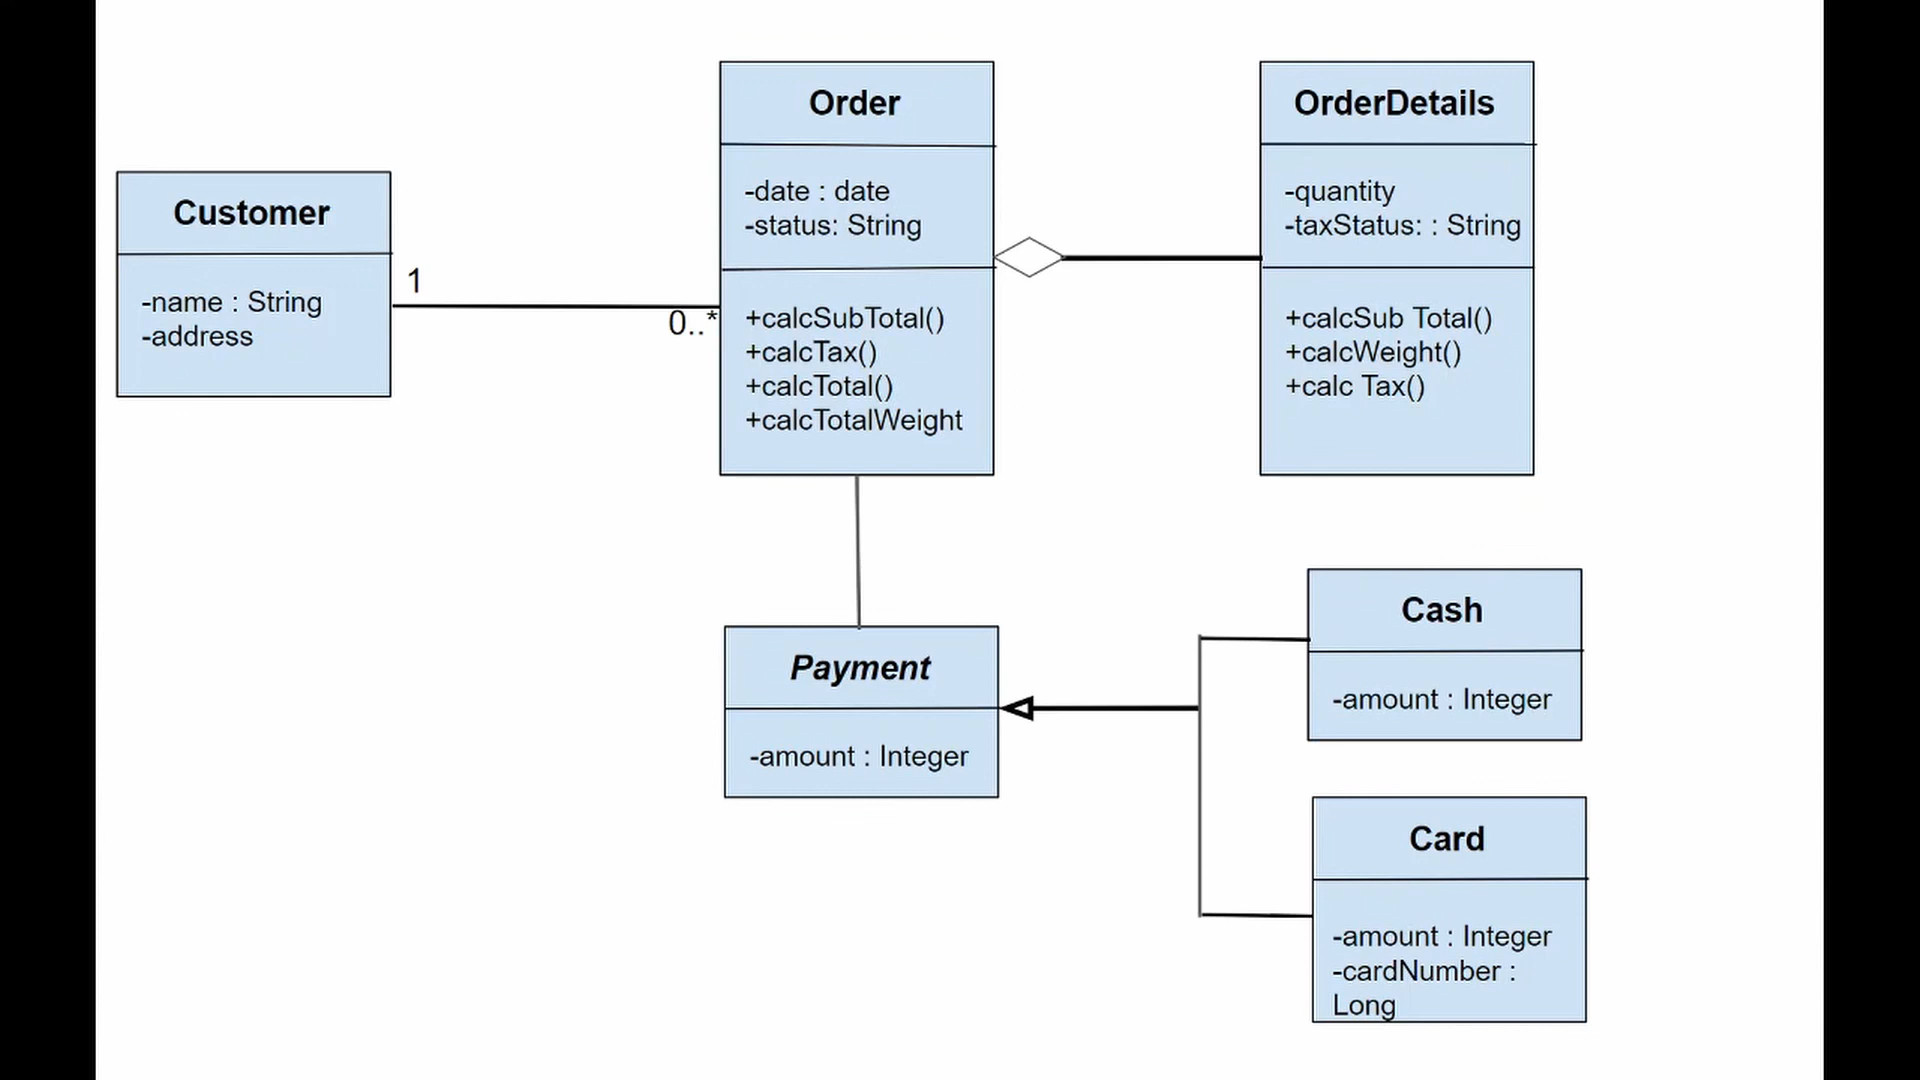 Customer
-name : String
-address
1
0..*
Order
-date : date
-status: String
+calcSubTotal()
+calcTax()
+calcTotal()
+calcTotalWeight
OrderDetails
-quantity
-taxStatus: : String
+calcSub Total()
+calcWeight()
+calc Tax()
Payment
-amount : Integer
Cash
-amount : Integer
Card
-amount : Integer
-cardNumber :
Long